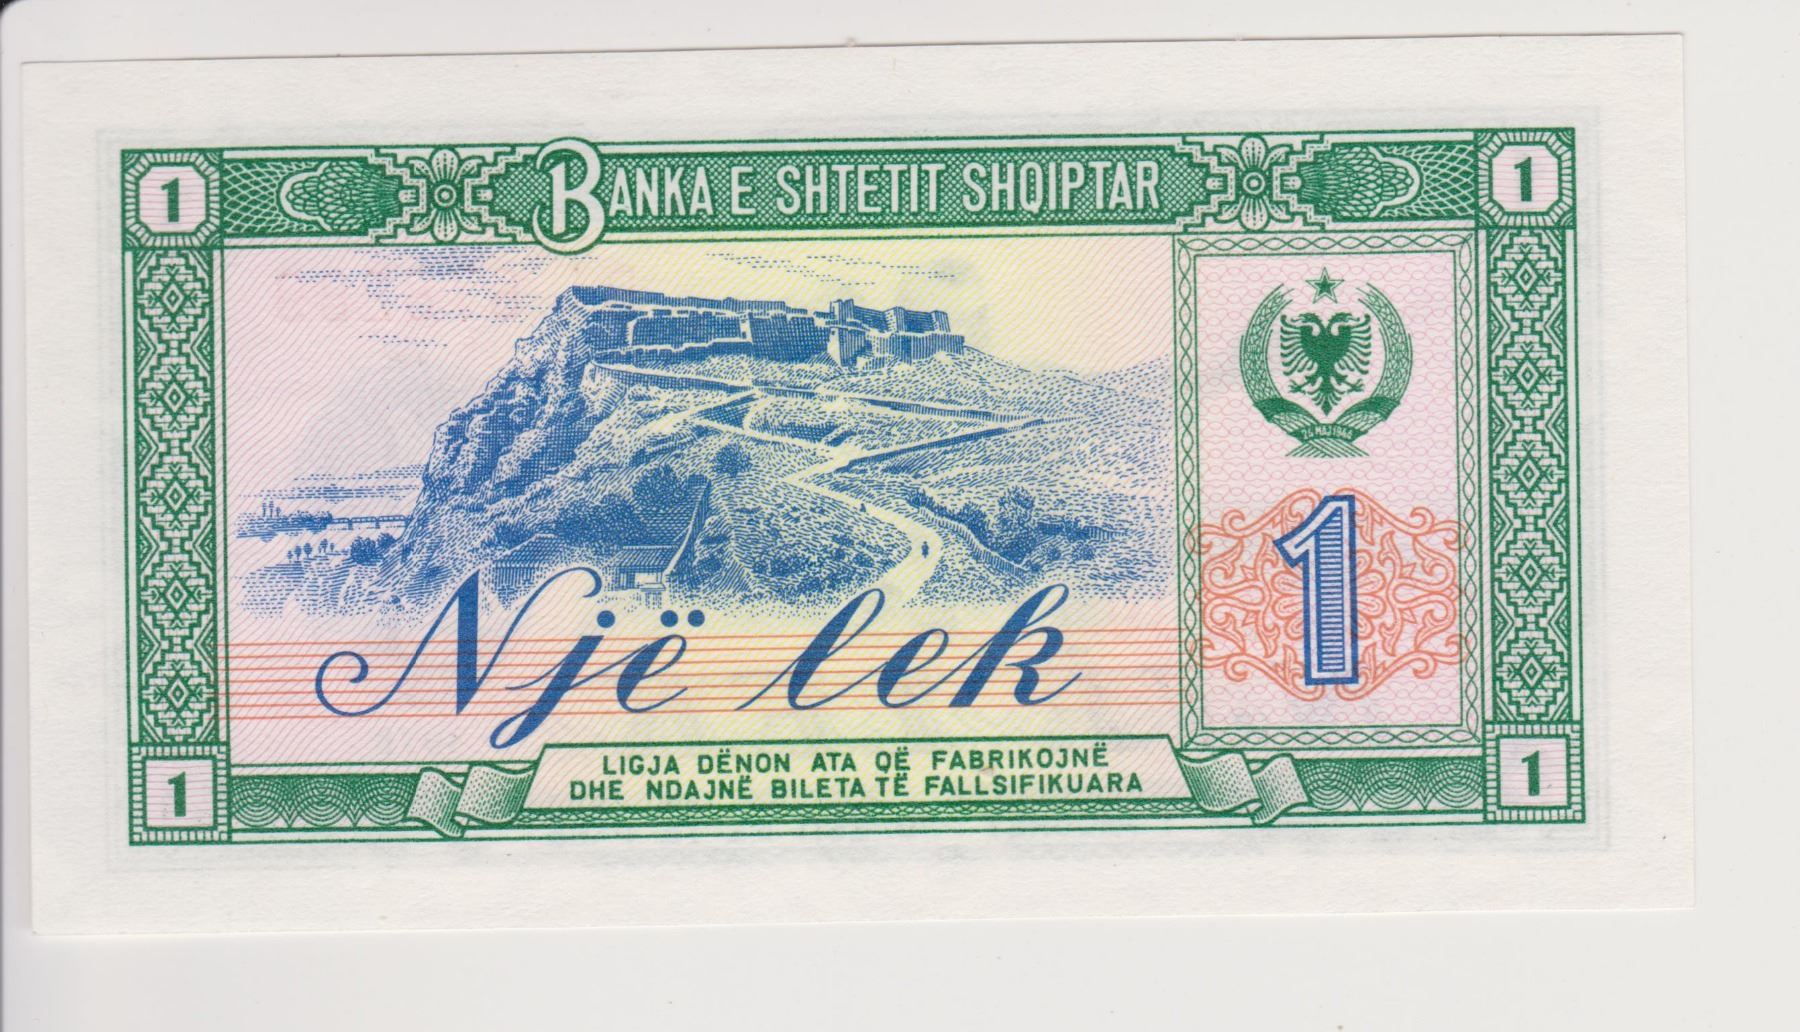 1 BANKA E SHTETIT SHQIPTAR 1
24 MAJ 1944
1
Një lek
LIGJA DËNON ATA QË FABRIKOJNË
DHE NDAJNË BILETA TË FALLSIFIKUARA
1 1